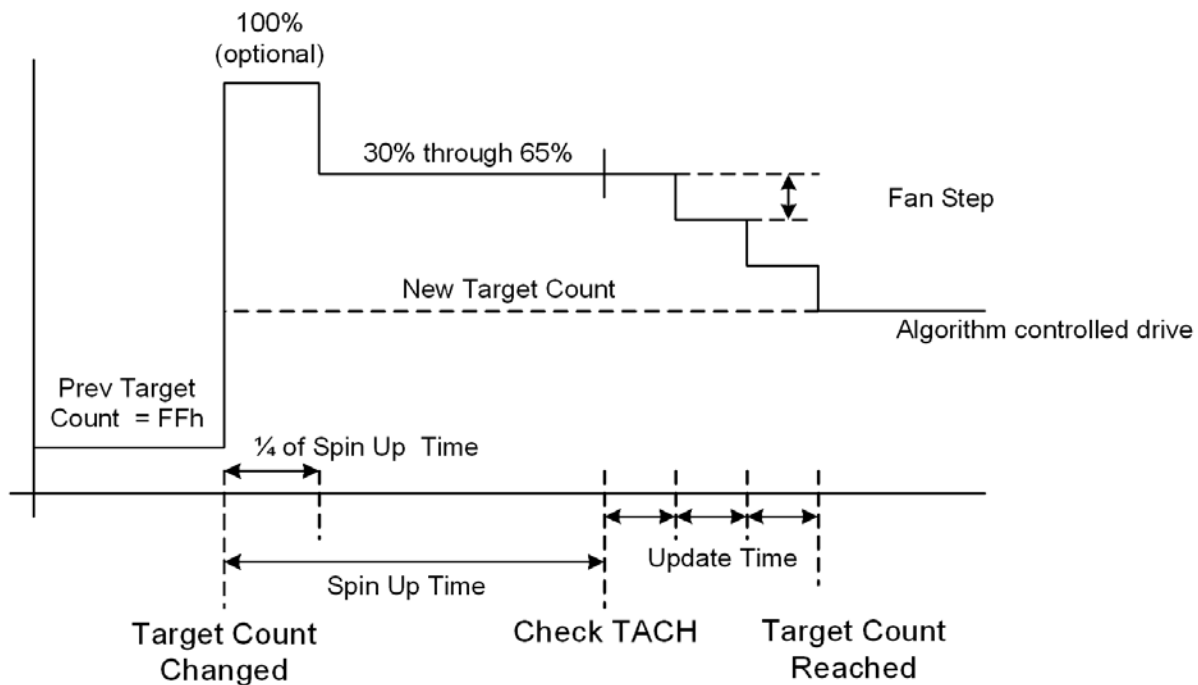 100%
(optional)
30% through 65%
Fan Step
New Target Count
Algorithm controlled drive
Prev Target
Count = FFh
¼ of Spin Up Time
Update Time
Spin Up Time
Target Count
Changed
Check TACH
Target Count
Reached